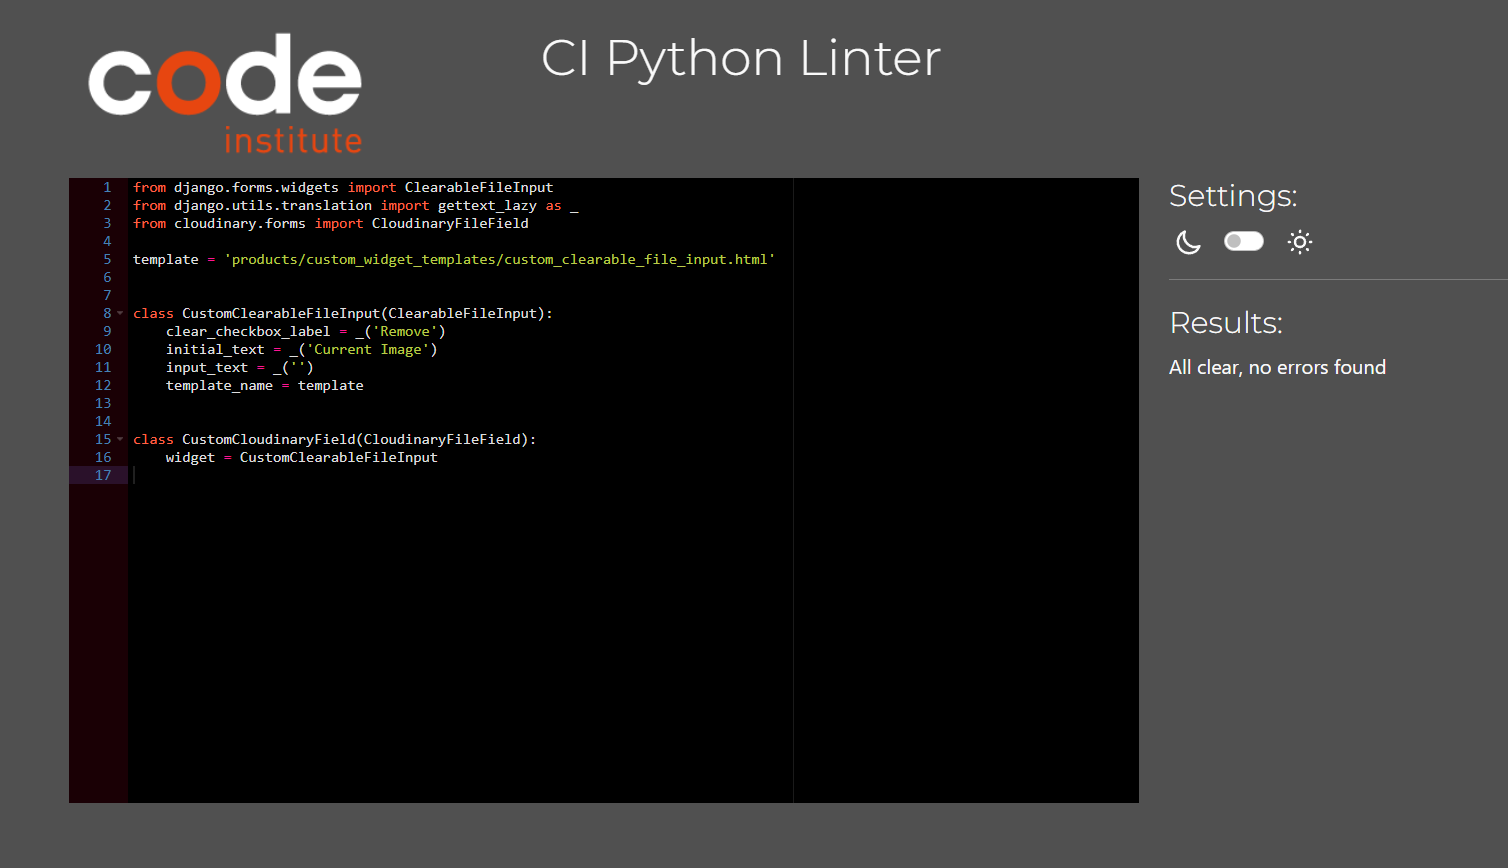 code
institute
CI Python Linter
1 from django.forms.widgets import ClearableFileInput
2 from django.utils.translation import gettext_lazy as _
3 from cloudinary.forms import CloudinaryFileField
4
5 template = 'products/custom_widget_templates/custom_clearable_file_input.html'
6
7
8 class CustomClearableFileInput(ClearableFileInput):
9     clear_checkbox_label = _('Remove')
10     initial_text = _('Current Image')
11     input_text = _('')
12     template_name = template
13
14
15 class CustomCloudinaryField(CloudinaryFileField):
16     widget = CustomClearableFileInput
17
Settings:
Results:
All clear, no errors found